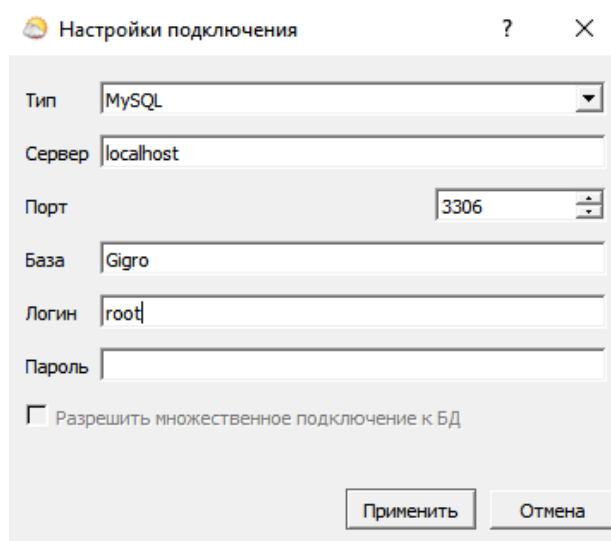 Настройки подключения ?
Тип MySQL
Сервер localhost
Порт 3306
База Gigro
Логин root
Пароль
Разрешить множественное подключение к БД
Применить Отмена